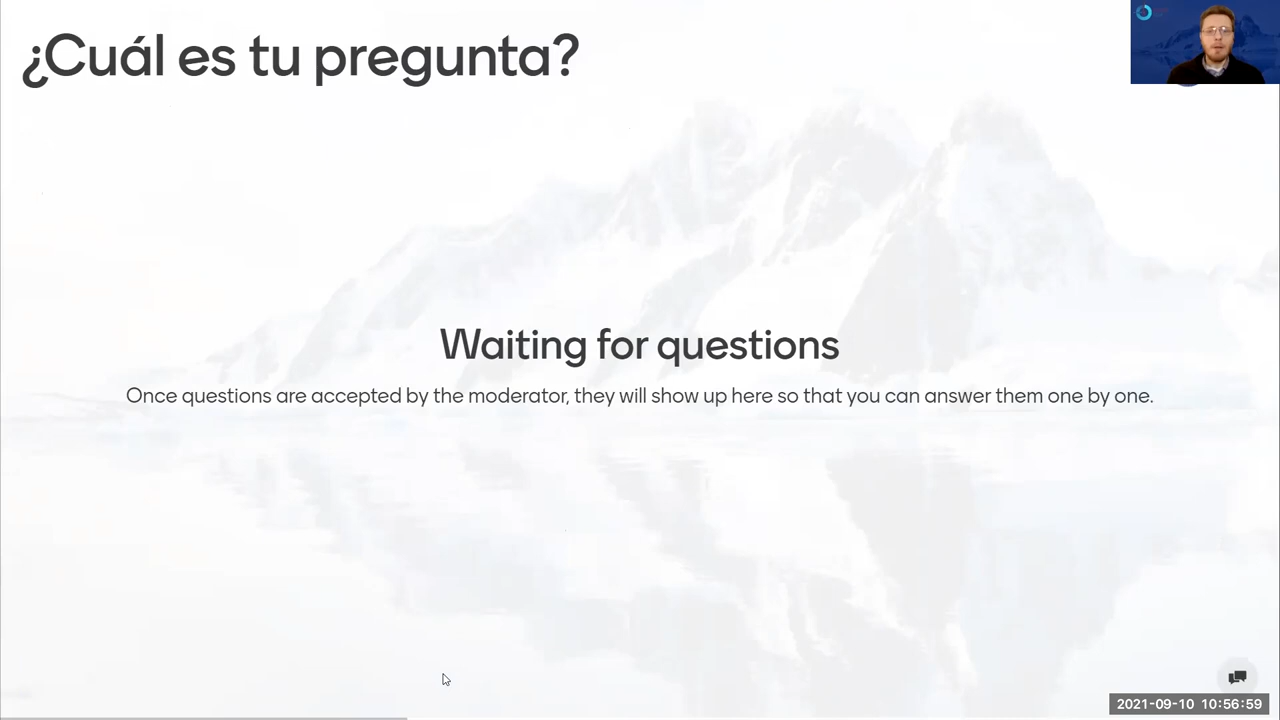 ¿Cuál es tu pregunta?
Waiting for questions
Once questions are accepted by the moderator, they will show up here so that you can answer them one by one.
2021-09-10 10:56:59